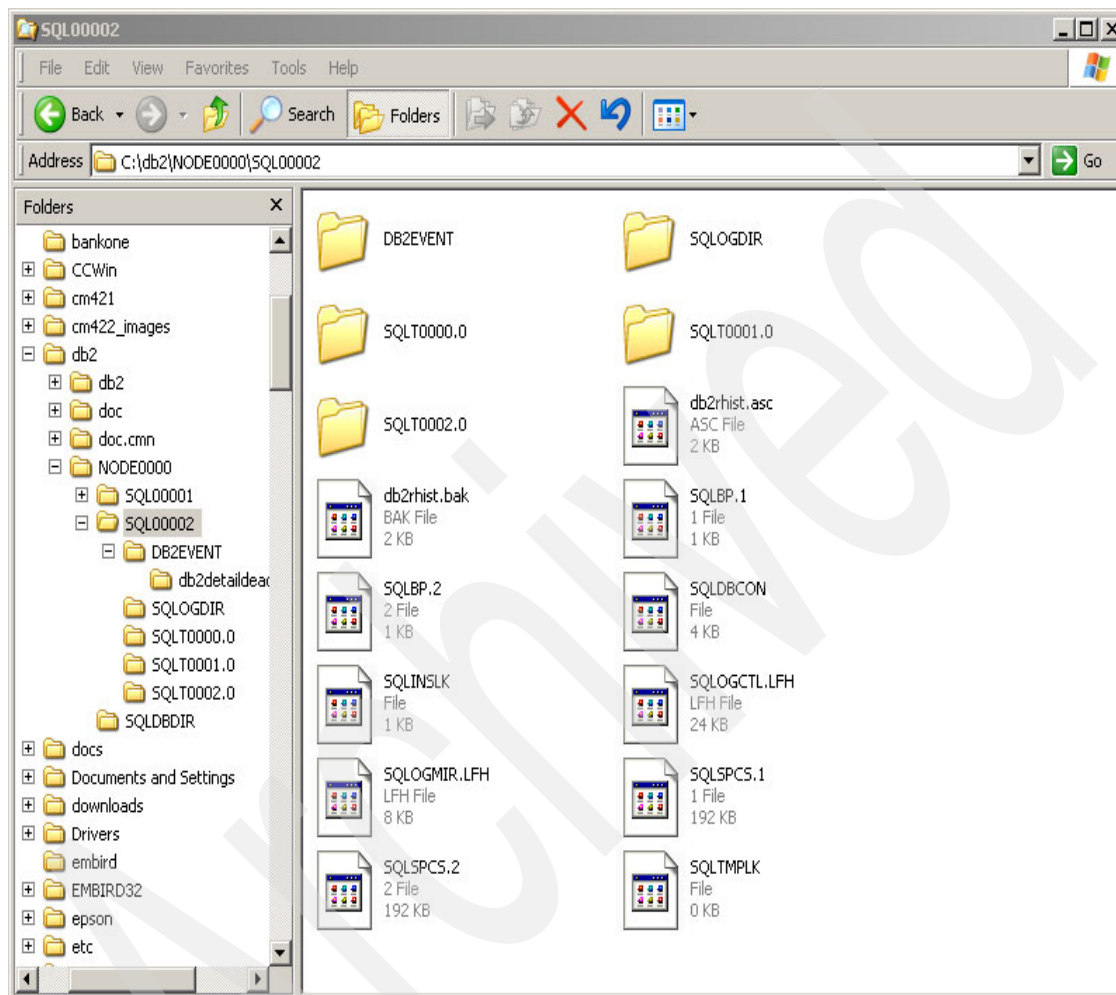 SQL00002
File Edit View Favorites Tools Help
Back Search Folders
Address C:\db2\NODE0000\SQL00002 Go
Folders
bankone
CCWin
cm421
cm422_images
db2
db2
doc
doc.cmn
NODE0000
SQL00001
SQL00002
DB2EVENT
db2detaildeac
SQLOGDIR
SQLT0000.0
SQLT0001.0
SQLT0002.0
SQLDBDIR
docs
Documents and Settings
downloads
Drivers
embird
EMBIRD32
epson
etc
DB2EVENT
SQLOGDIR
SQLT0000.0
SQLT0001.0
SQLT0002.0
db2rhist.asc
ASC File
2 KB
db2rhist.bak
BAK File
2 KB
SQLBP.1
1 File
1 KB
SQLBP.2
2 File
1 KB
SQLDBCON
File
4 KB
SQLINSLK
File
1 KB
SQLOGCTL.LFH
LFH File
24 KB
SQLOGMIR.LFH
LFH File
8 KB
SQLSPCS.1
1 File
192 KB
SQLSPCS.2
2 File
192 KB
SQLTMPLK
File
0 KB
Archived